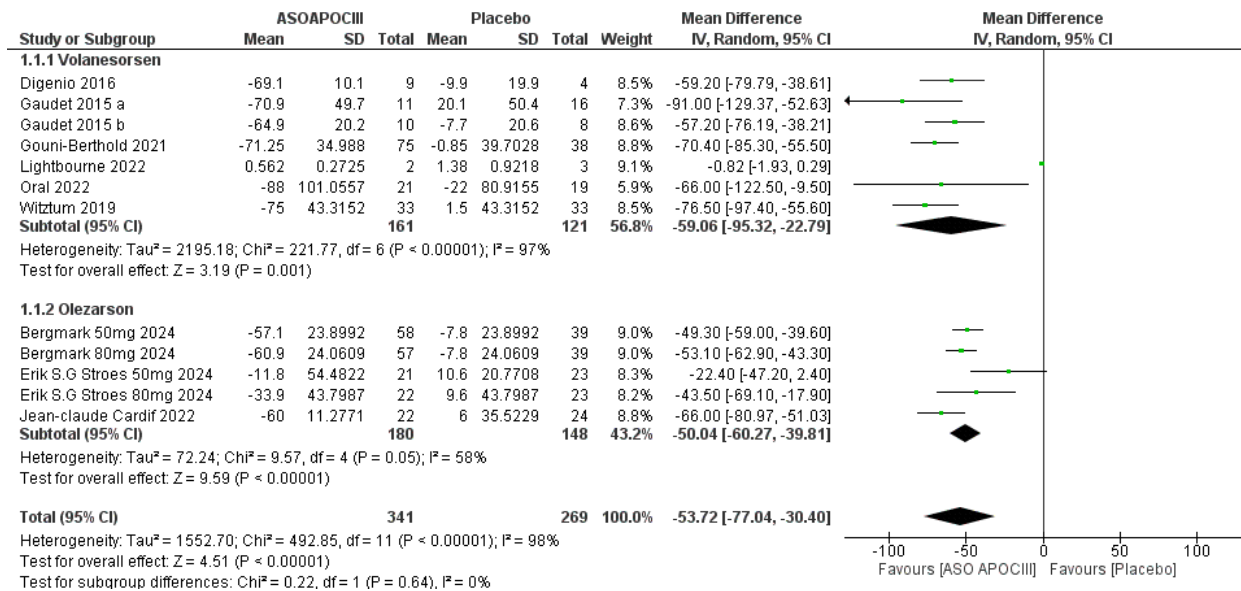 ASOAPOCIII Placebo Mean Difference Mean Difference
Study or Subgroup Mean SD Total Mean SD Total Weight IV, Random, 95% CI IV, Random, 95% CI
1.1.1 Volanesorsen
Digenio 2016 -69.1 10.1 9 -9.9 19.9 4 8.5% -59.20 [-79.79, -38.61]
Gaudet 2015 a -70.9 49.7 11 20.1 50.4 16 7.3% -91.00 [-129.37, -52.63]
Gaudet 2015 b -64.9 20.2 10 -7.7 20.6 8 8.6% -57.20 [-76.19, -38.21]
Gouni-Berthold 2021 -71.25 34.988 75 -0.85 39.7028 38 8.8% -70.40 [-85.30, -55.50]
Lightbourne 2022 0.562 0.2725 2 1.38 0.9218 3 9.1% -0.82 [-1.93, 0.29]
Oral 2022 -88 101.0557 21 -22 80.9155 19 5.9% -66.00 [-122.50, -9.50]
Witztum 2019 -75 43.3152 33 1.5 43.3152 33 8.5% -76.50 [-97.40, -55.60]
Subtotal (95% CI) 161 121 56.8% -59.06 [-95.32, -22.79]
Heterogeneity: Tau² = 2195.18; Chi² = 221.77, df = 6 (P < 0.00001); I² = 97%
Test for overall effect: Z = 3.19 (P = 0.001)
1.1.2 Olezarson
Bergmark 50mg 2024 -57.1 23.8992 58 -7.8 23.8992 39 9.0% -49.30 [-59.00, -39.60]
Bergmark 80mg 2024 -60.9 24.0609 57 -7.8 24.0609 39 9.0% -53.10 [-62.90, -43.30]
Erik S.G Stroes 50mg 2024 -11.8 54.4822 21 10.6 20.7708 23 8.3% -22.40 [-47.20, 2.40]
Erik S.G Stroes 80mg 2024 -33.9 43.7987 22 9.6 43.7987 23 8.2% -43.50 [-69.10, -17.90]
Jean-claude Cardif 2022 -60 11.2771 22 6 35.5229 24 8.8% -66.00 [-80.97, -51.03]
Subtotal (95% CI) 180 148 43.2% -50.04 [-60.27, -39.81]
Heterogeneity: Tau² = 72.24; Chi² = 9.57, df = 4 (P = 0.05); I² = 58%
Test for overall effect: Z = 9.59 (P < 0.00001)
Total (95% CI) 341 269 100.0% -53.72 [-77.04, -30.40]
Heterogeneity: Tau² = 1552.70; Chi² = 492.85, df = 11 (P < 0.00001); I² = 98%
Test for overall effect: Z = 4.51 (P < 0.00001)
Test for subgroup differences: Chi² = 0.22, df = 1 (P = 0.64), I² = 0%
-100 -50 0 50 100
Favours [ASO APOCIII] Favours [Placebo]